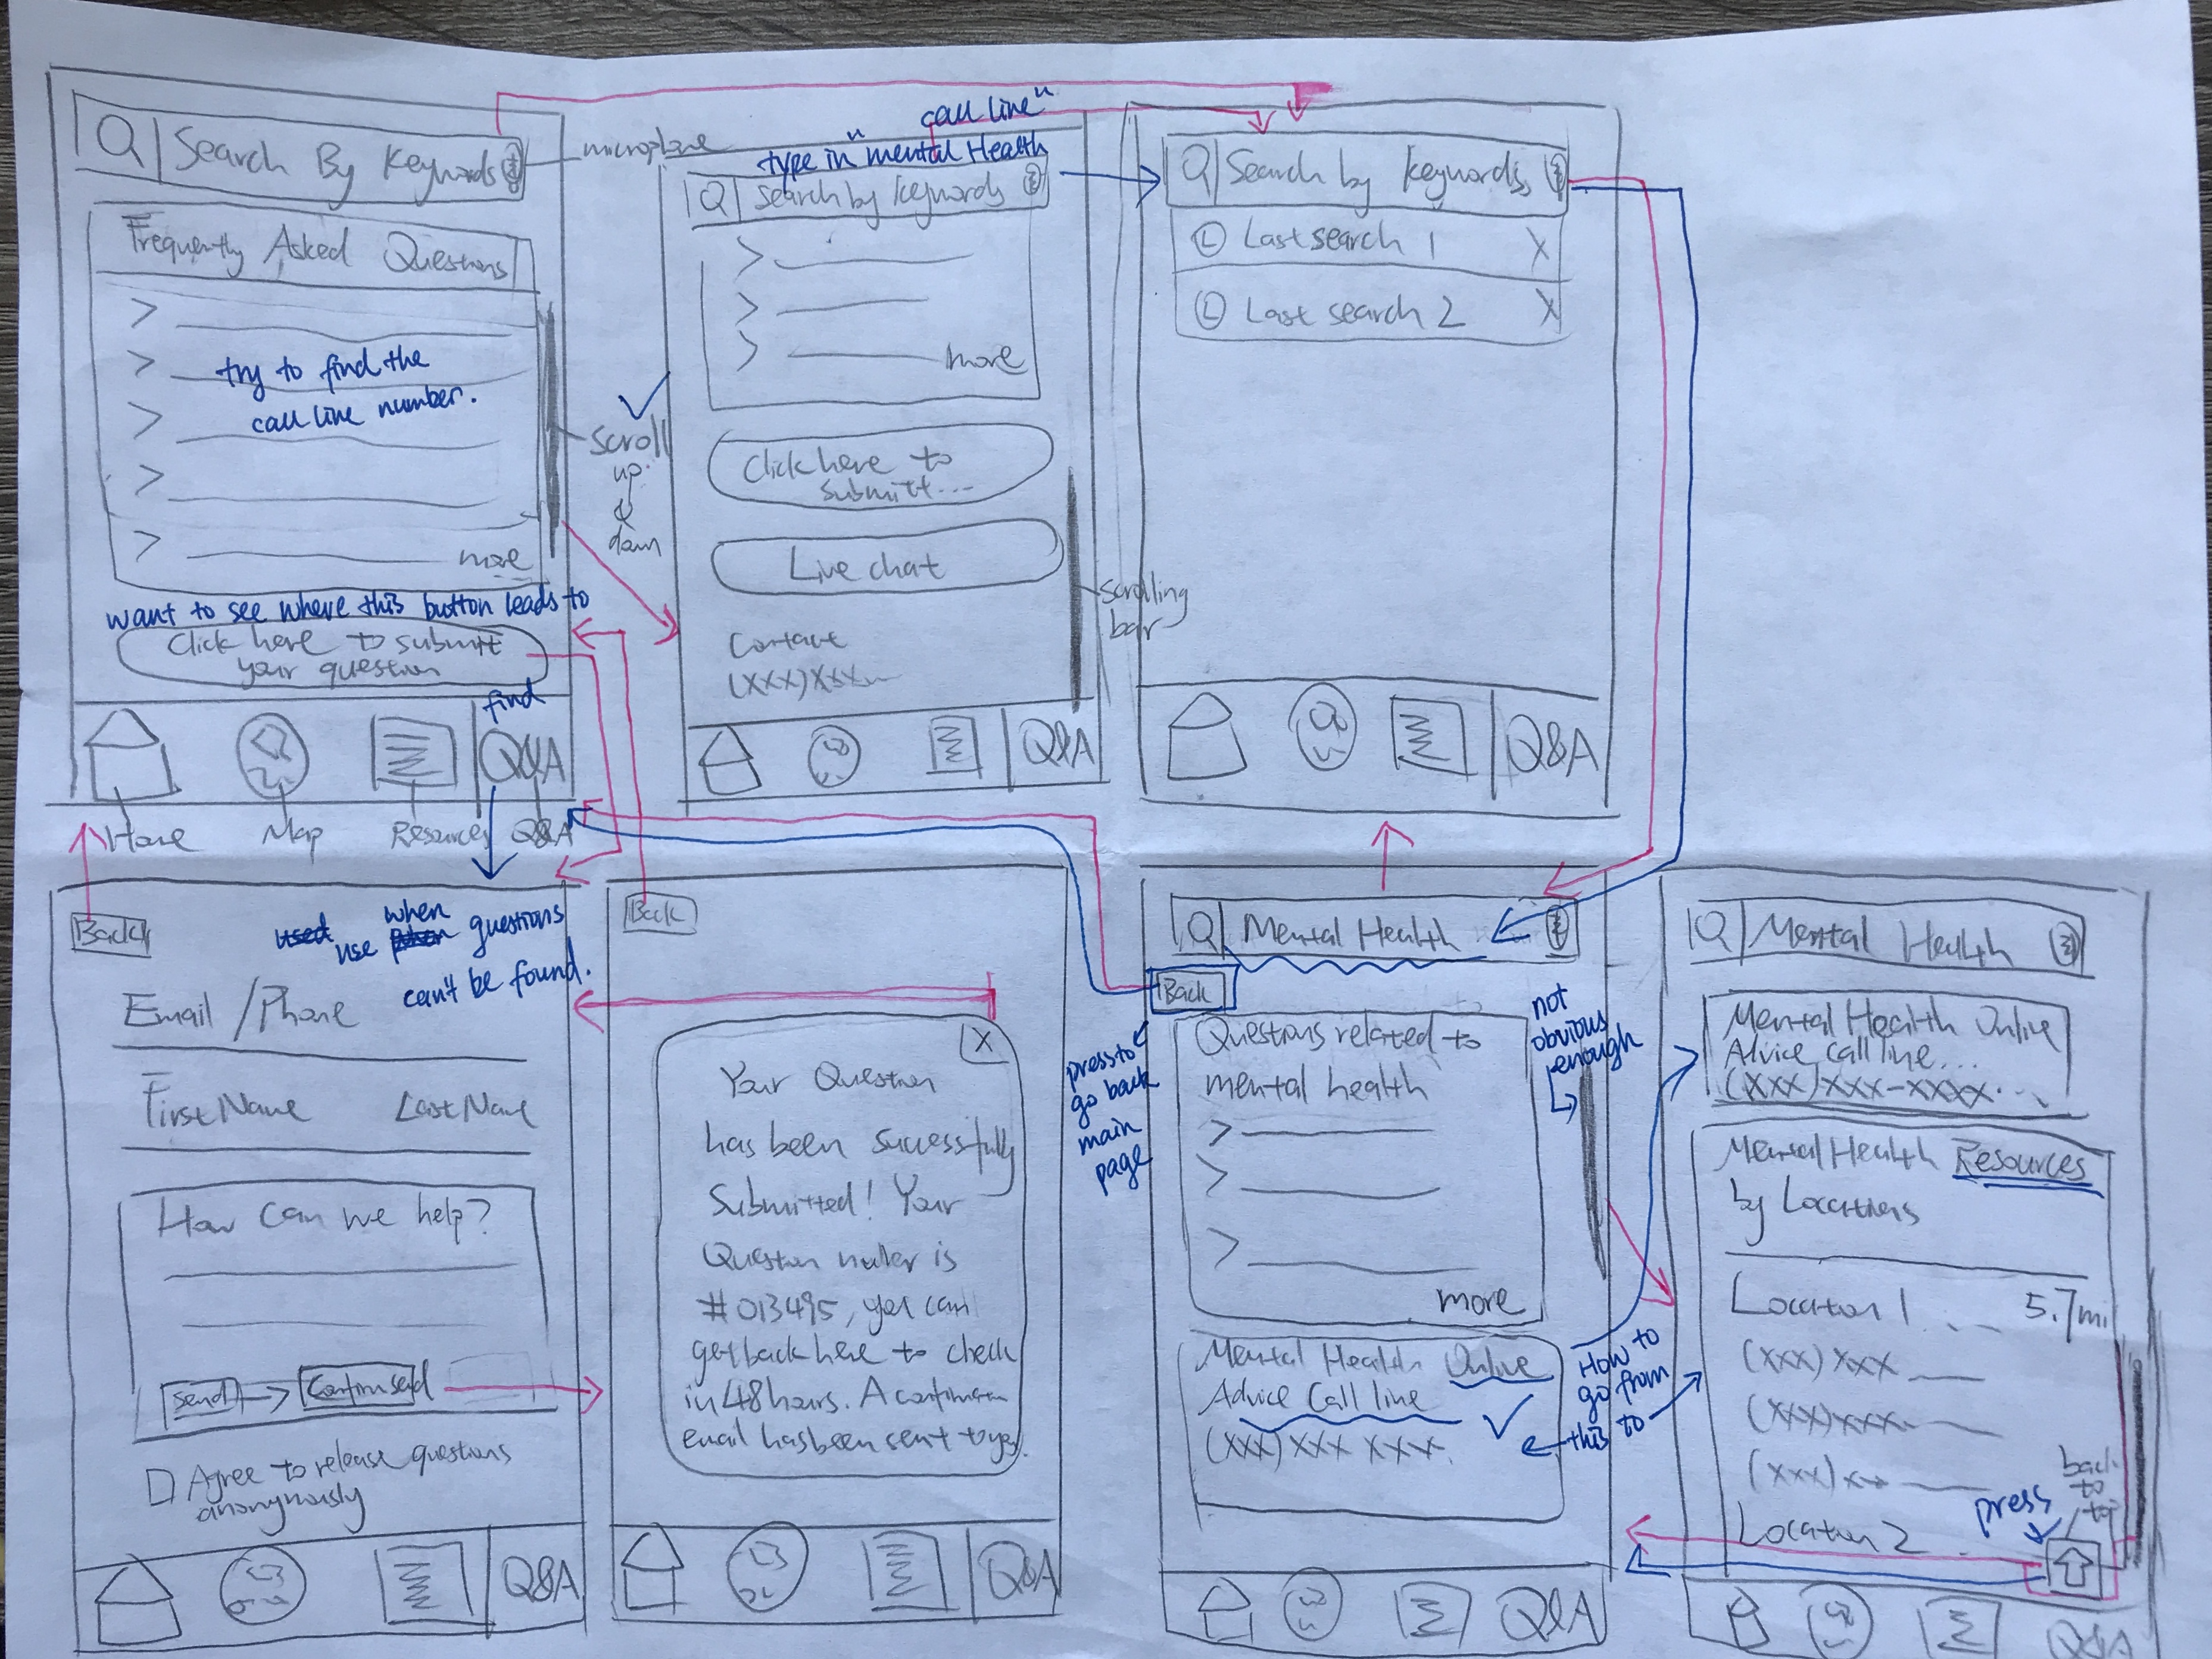 Search By Keywords
Frequently Asked Questions
try to find the
call line number.
more
want to see where this button leads to
Click here to submitt
your question
find
Q&A
Home
Map
Resources
Q&A
Scroll
up
&
down
call line"
type in "mental Health
Search by keywords
more
Click here to
submitt...
Live chat
Contact
(XXX)XXX
Q&A
Scrolling
bar
Search by keywords
Last search 1 X
Last search 2 X
Q&A
Back
used
use when questions
can't be found.
Email / Phone
First Name Last Name
How can we help?
send
Confirm send
Agree to release questions
anonymously
Q&A
Back
X
Your Question
has been successfully
Submitted! Your
Question is
#013495, you can
get back here to check
in 48 hours. A
email has been sent to
Q&A
Mental Health
Back
press to
go back
main
page
not
obvious
enough
Questions related to
mental health
more
Mental Health Online
Advice Call line
(XXX) XXX XXX.
How to
go from
this to
Q&A
Mental Health
Mental Health Online
Advice call line...
(XXX)XXX-XXXX...
Mental Health Resources
by Locations
Location 1 5.7mi
(XXX) XXX
(XXX) XXX
(XXX) XX
Location 2
back
to
top
press
Q&A